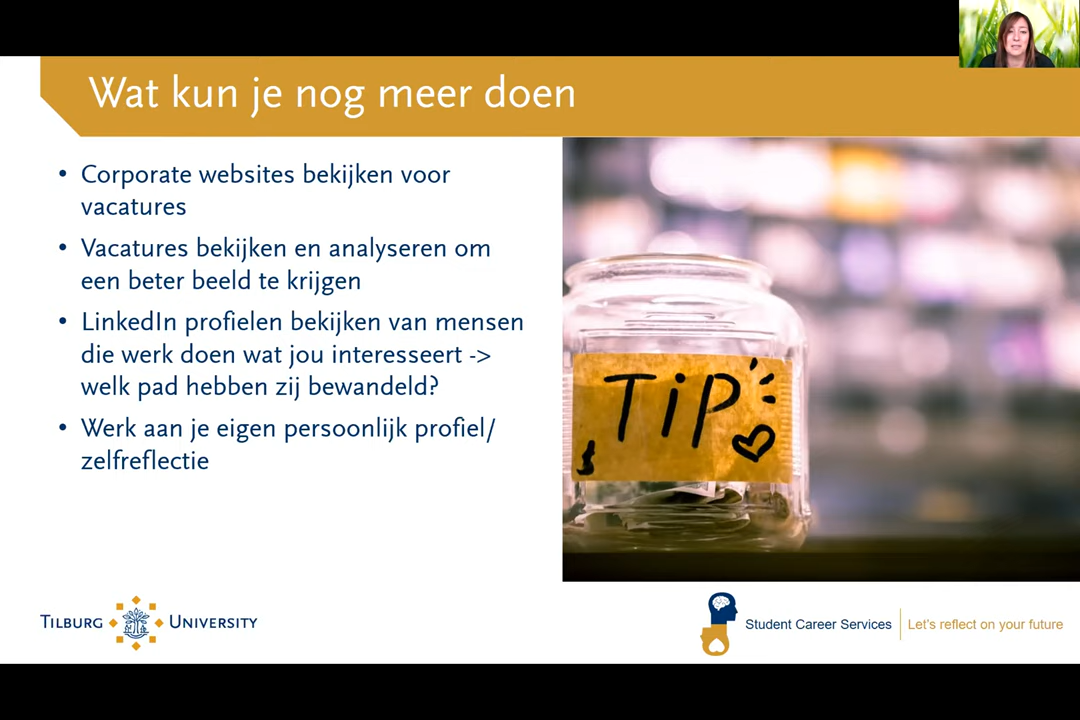 Wat kun je nog meer doen
• Corporate websites bekijken voor
vacatures
• Vacatures bekijken en analyseren om
een beter beeld te krijgen
• LinkedIn profielen bekijken van mensen
die werk doen wat jou interesseert ->
welk pad hebben zij bewandeld?
• Werk aan je eigen persoonlijk profiel/
zelfreflectie
TiP
$
TILBURG UNIVERSITY
Student Career Services
Let's reflect on your future